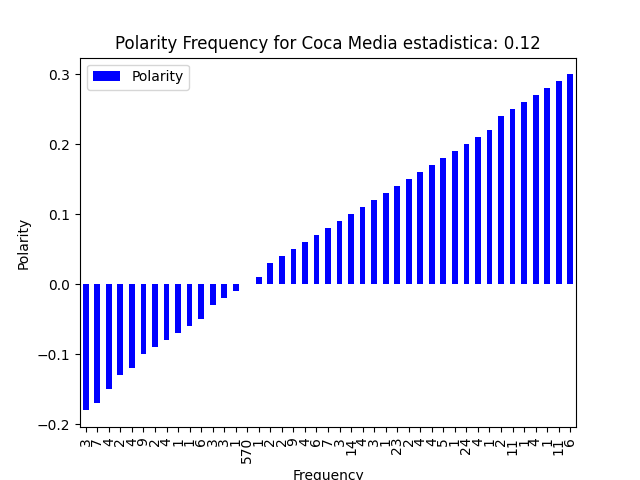 Polarity Frequency for Coca Media estadistica: 0.12
Polarity
0.3
0.2
0.1
0.0
−0.1
−0.2
Polarity
3 7 4 2 4 9 2 4 1 1 6 3 3 1 570 1 2 2 9 4 6 7 3 14 4 3 1 23 2 4 4 5 1 24 4 1 2 11 1 4 1 11 6
Frequency